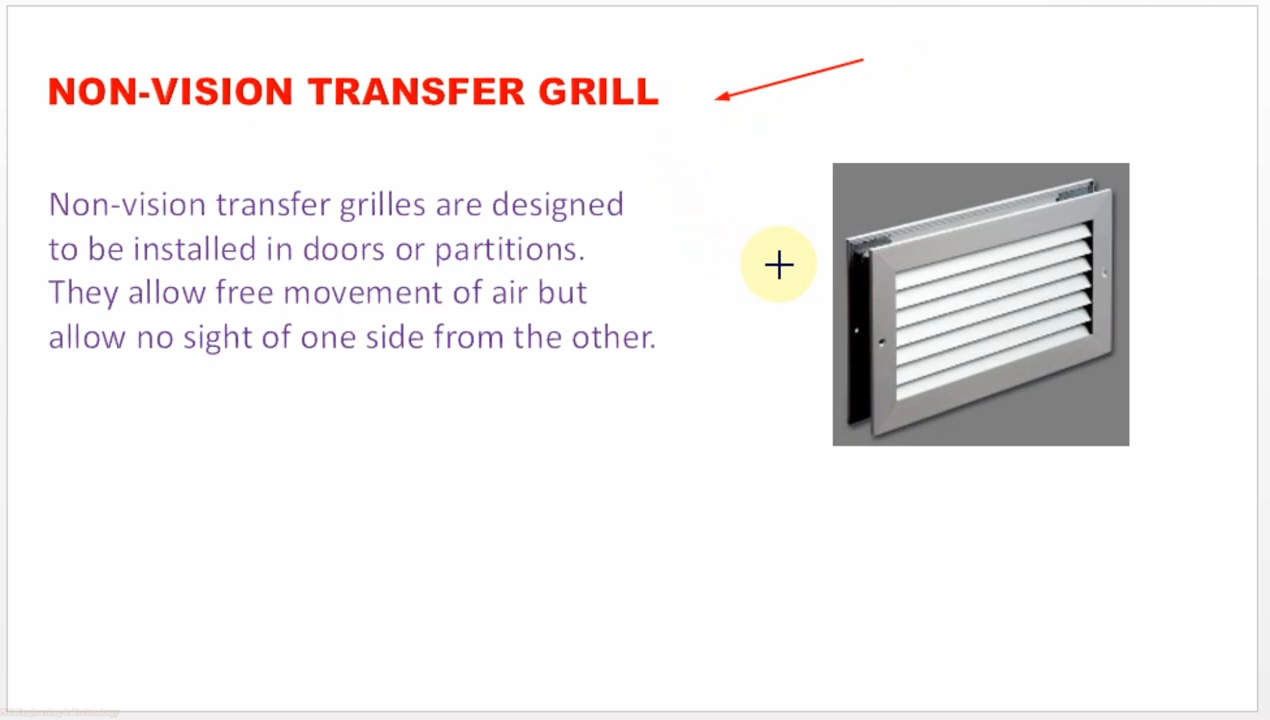 NON-VISION TRANSFER GRILL
Non-vision transfer grilles are designed
to be installed in doors or partitions.
They allow free movement of air but
allow no sight of one side from the other.